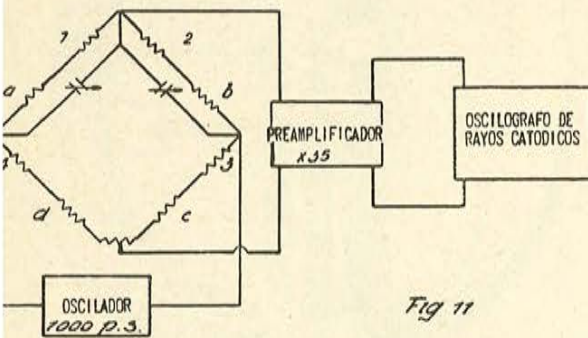 1
2
a
b
PREAMPLIFICADOR
x35
OSCILOGRAFO DE
RAYOS CATODICOS
3
d
c
OSCILADOR
1000 p.s.
Fig 11